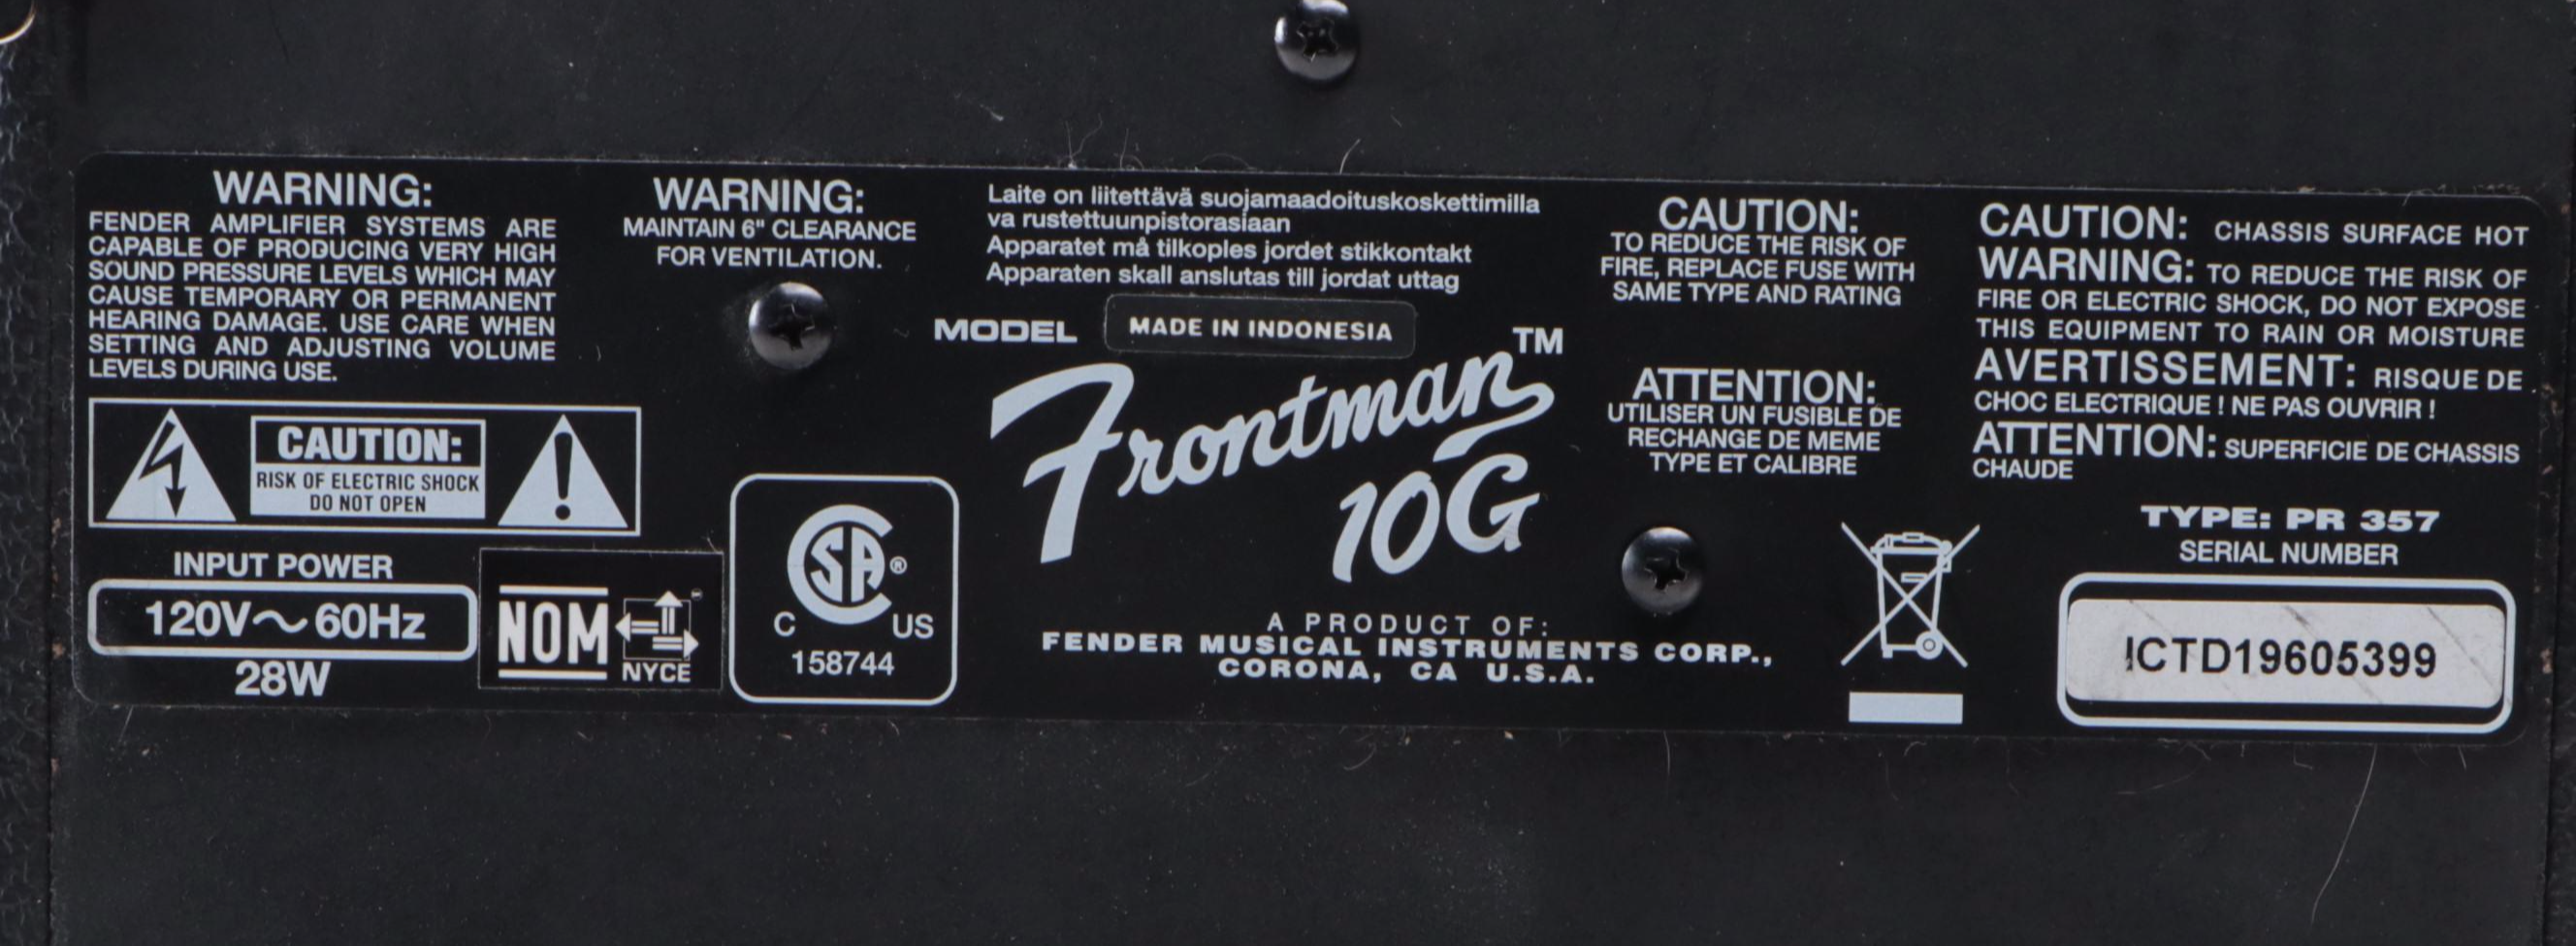 WARNING:
FENDER AMPLIFIER SYSTEMS ARE
CAPABLE OF PRODUCING VERY HIGH
SOUND PRESSURE LEVELS WHICH MAY
CAUSE TEMPORARY OR PERMANENT
HEARING DAMAGE. USE CARE WHEN
SETTING AND ADJUSTING VOLUME
LEVELS DURING USE.
CAUTION:
RISK OF ELECTRIC SHOCK
DO NOT OPEN
INPUT POWER
120V~60Hz
28W
NOM
NYCE
WARNING:
MAINTAIN 6" CLEARANCE
FOR VENTILATION.
SA®
C US
158744
Laite on liitettävä suojamaadoituskoskettimilla
va rustettuunpistorasiaan
Apparatet må tilkoples jordet stikkontakt
Apparaten skall anslutas till jordat uttag
MODEL MADE IN INDONESIA
Frontman™
10G
A PRODUCT OF:
FENDER MUSICAL INSTRUMENTS CORP.,
CORONA, CA U.S.A.
CAUTION:
TO REDUCE THE RISK OF
FIRE, REPLACE FUSE WITH
SAME TYPE AND RATING
ATTENTION:
UTILISER UN FUSIBLE DE
RECHANGE DE MEME
TYPE ET CALIBRE
CAUTION: CHASSIS SURFACE HOT
WARNING: TO REDUCE THE RISK OF
FIRE OR ELECTRIC SHOCK, DO NOT EXPOSE
THIS EQUIPMENT TO RAIN OR MOISTURE
AVERTISSEMENT: RISQUE DE
CHOC ELECTRIQUE ! NE PAS OUVRIR !
ATTENTION: SUPERFICIE DE CHASSIS
CHAUDE
TYPE: PR 357
SERIAL NUMBER
ICTD19605399